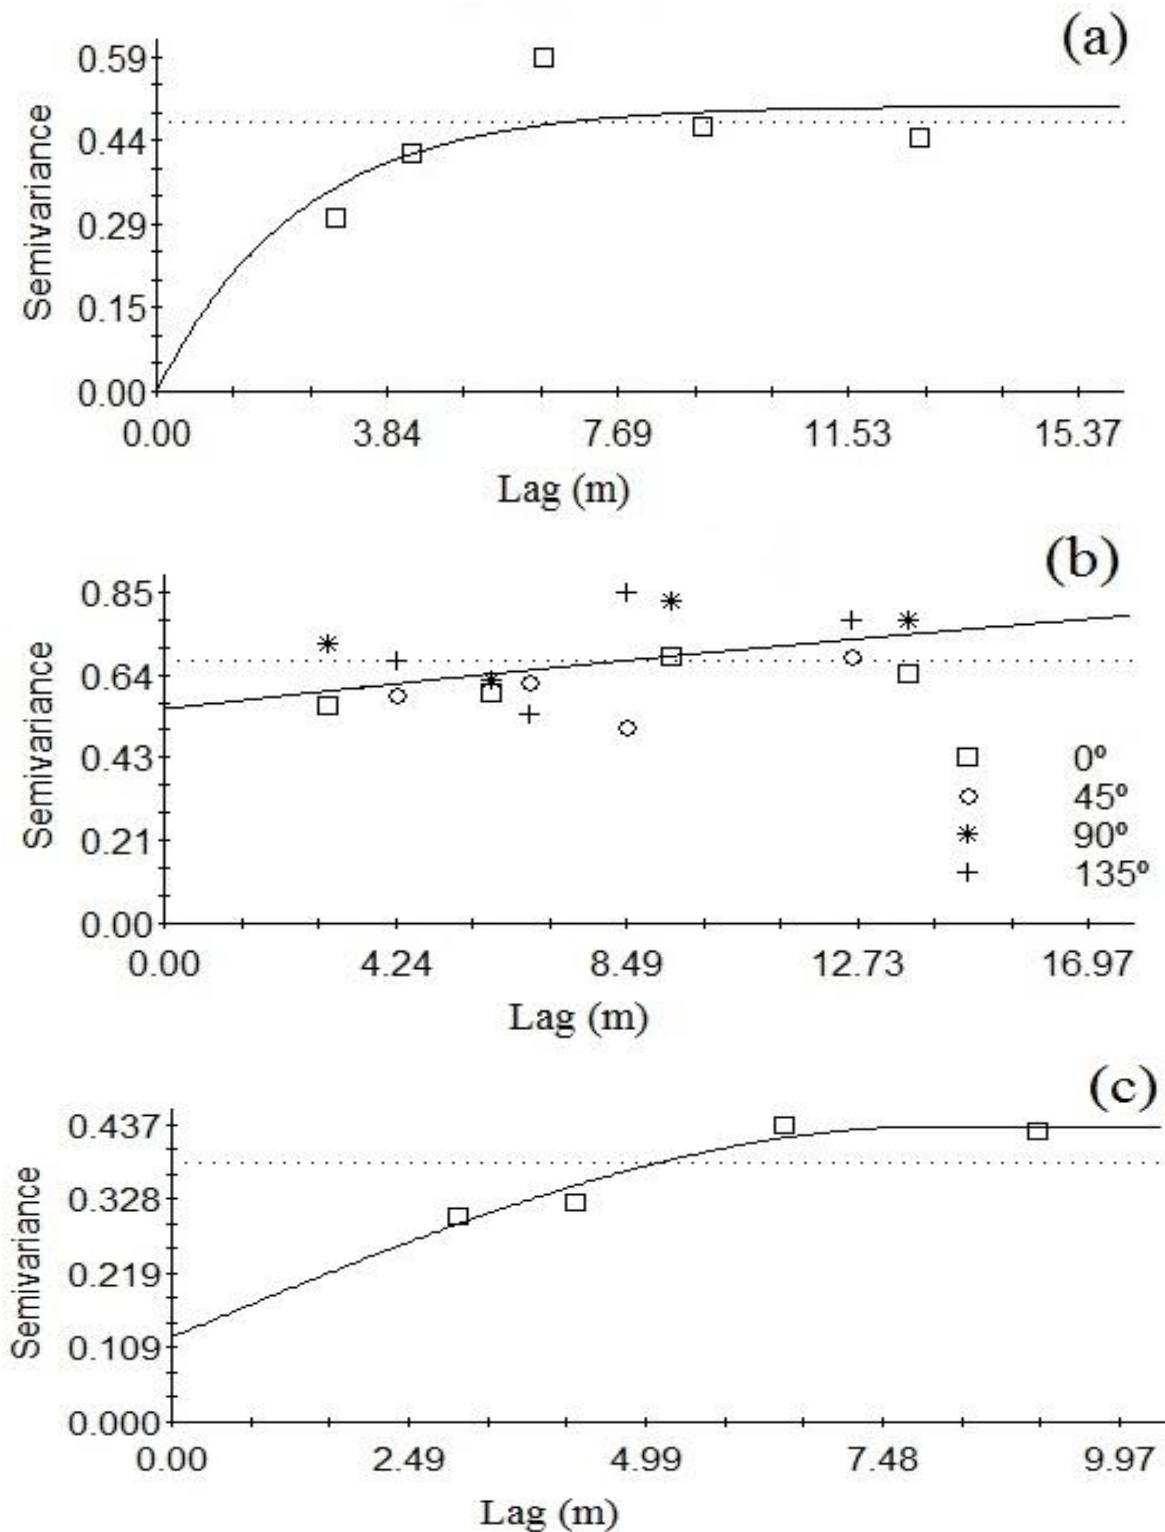 (a)
0.59
0.44
0.29
0.15
0.00
Semivariance
0.00 3.84 7.69 11.53 15.37
Lag (m)
(b)
0.85
0.64
0.43
0.21
0.00
Semivariance
0º
45º
90º
135º
0.00 4.24 8.49 12.73 16.97
Lag (m)
(c)
0.437
0.328
0.219
0.109
0.000
Semivariance
0.00 2.49 4.99 7.48 9.97
Lag (m)